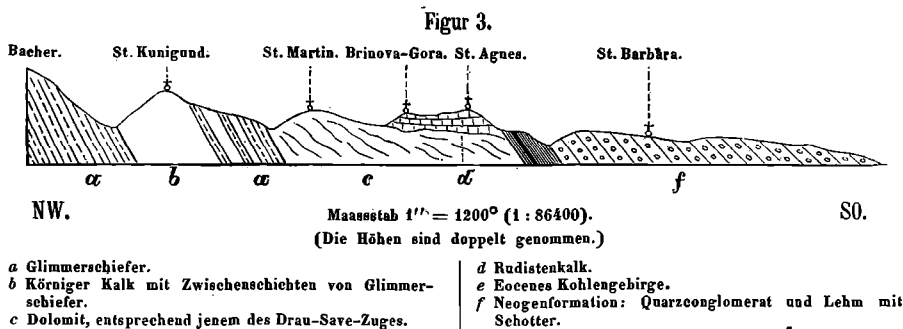 Figur 3.
Bacher. St. Kunigund. St. Martin. Brinova-Gora. St. Agnes. St. Barbara.
a b a c d f
NW. SO.
Maassstab 1″ = 1200° (1 : 86400).
(Die Höhen sind doppelt genommen.)
a Glimmerschiefer.
b Körniger Kalk mit Zwischenschichten von Glimmer-
schiefer.
c Dolomit, entsprechend jenem des Drau-Save-Zuges.
d Rudistenkalk.
e Eocenes Kohlengebirge.
f Neogenformation: Quarzconglomerat und Lehm mit
Schotter.